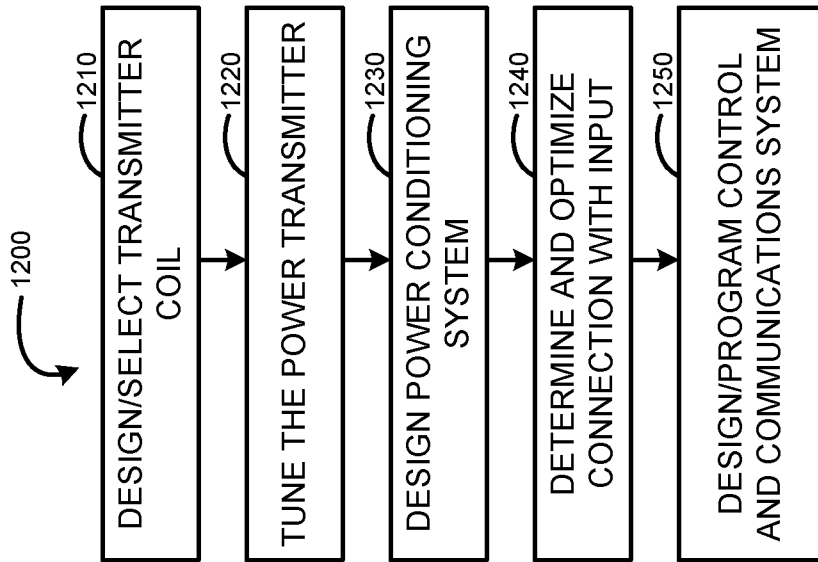 1200
1210
DESIGN/SELECT TRANSMITTER
COIL
1220
TUNE THE POWER TRANSMITTER
1230
DESIGN POWER CONDITIONING
SYSTEM
1240
DETERMINE AND OPTIMIZE
CONNECTION WITH INPUT
1250
DESIGN/PROGRAM CONTROL
AND COMMUNICATIONS SYSTEM